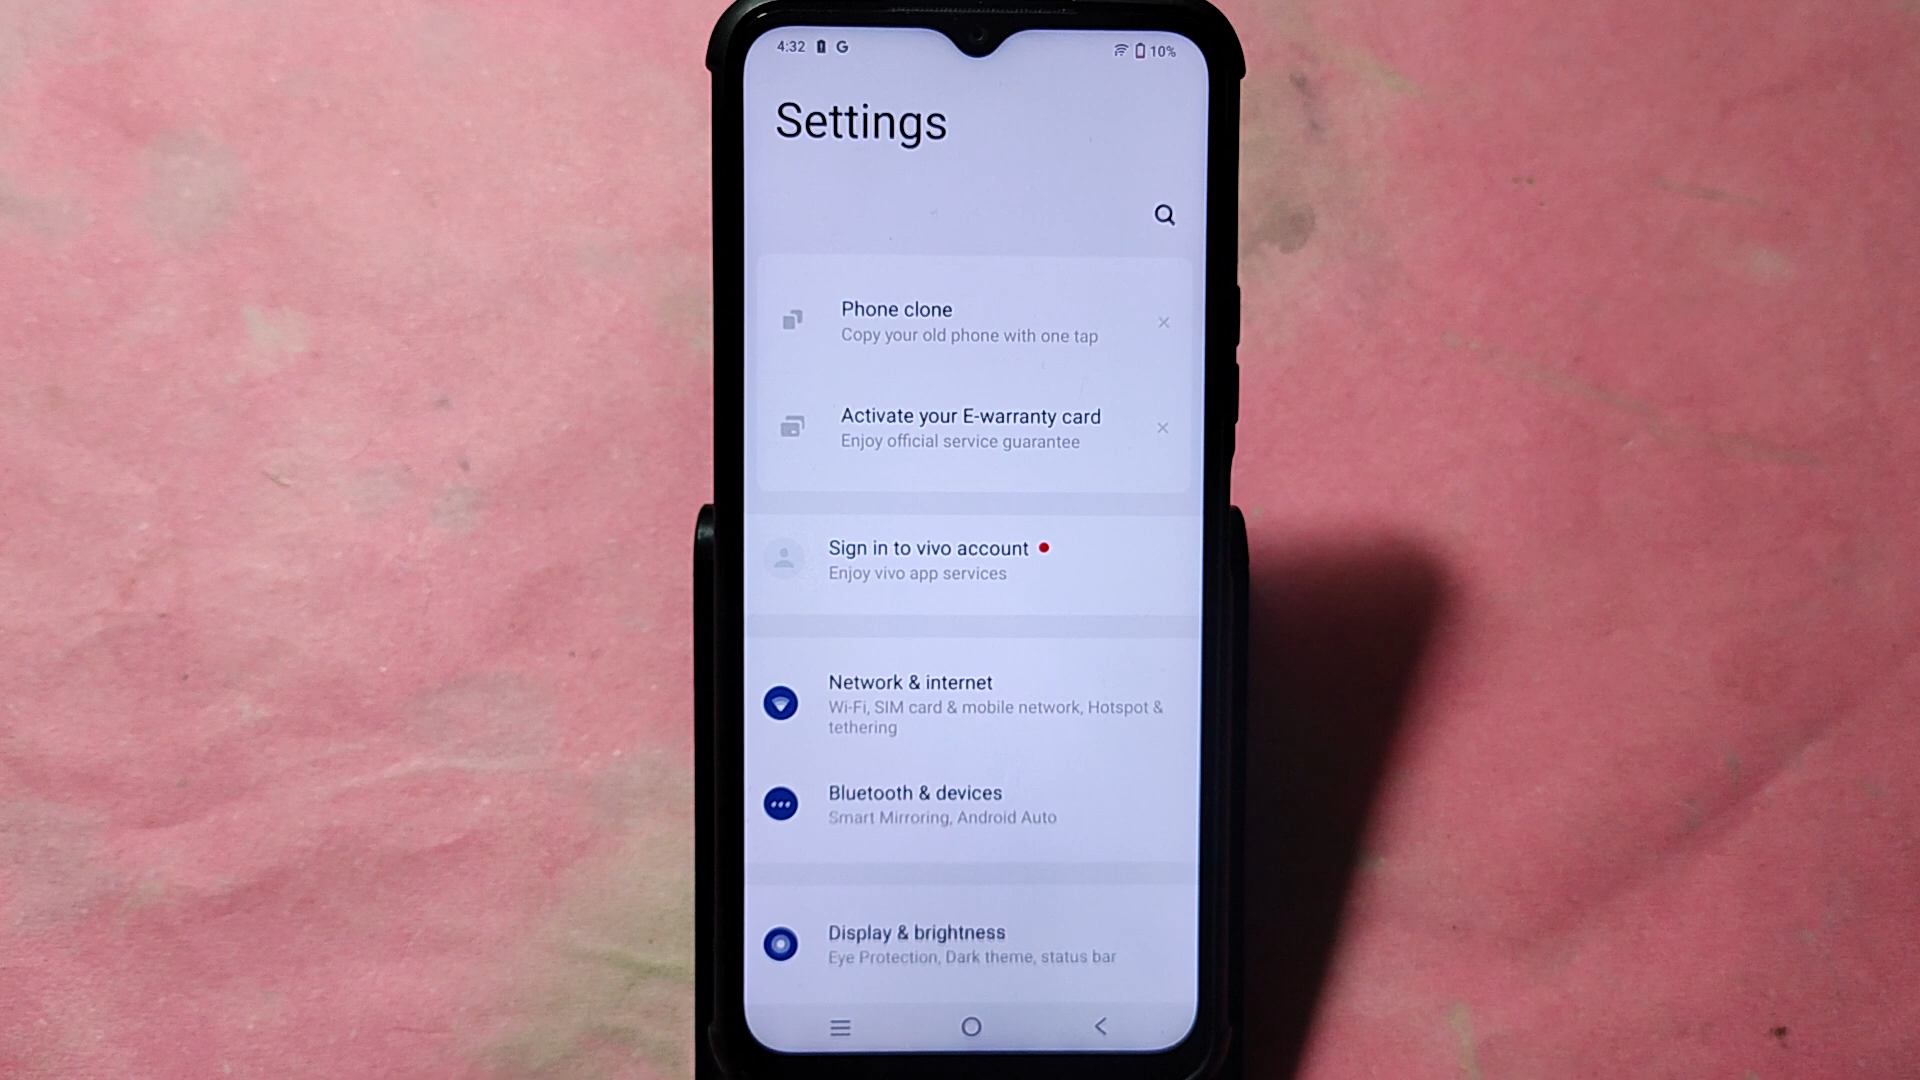 4:32 G 10%
Settings
Phone clone
Copy your old phone with one tap
Activate your E-warranty card
Enjoy official service guarantee
Sign in to vivo account
Enjoy vivo app services
Network & internet
Wi-Fi, SIM card & mobile network, Hotspot &
tethering
Bluetooth & devices
Smart Mirroring, Android Auto
Display & brightness
Eye Protection, Dark theme, status bar